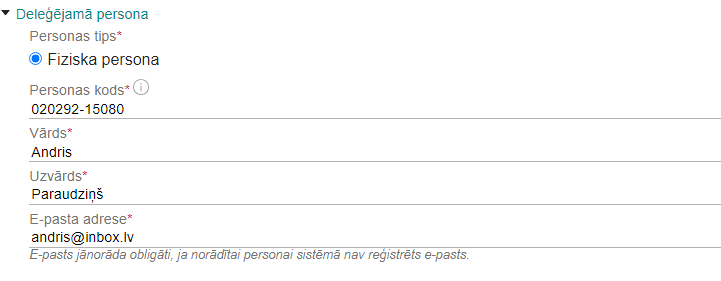 Deleģējamā persona
Personas tips*
Fiziska persona
Personas kods*
020292-15080
Vārds*
Andris
Uzvārds*
Paraudziņš
E-pasta adrese*
andris@inbox.lv
E-pasts jānorāda obligāti, ja norādītai personai sistēmā nav reģistrēts e-pasts.